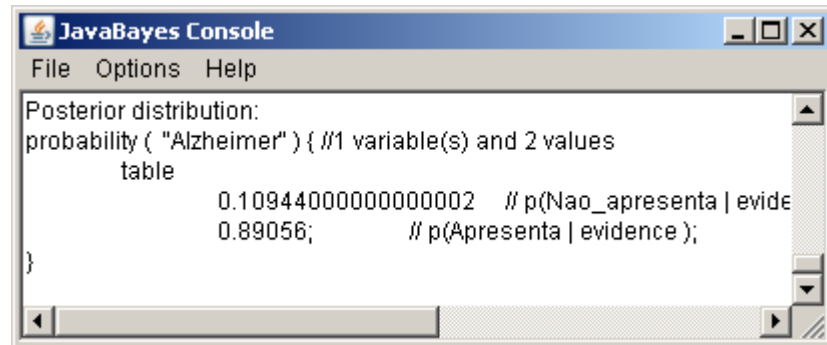 JavaBayes Console
File Options Help
Posterior distribution:
probability ( "Alzheimer" ) { //1 variable(s) and 2 values
table
0.10944000000000002 // p(Nao_apresenta | evide
0.89056; // p(Apresenta | evidence );
}